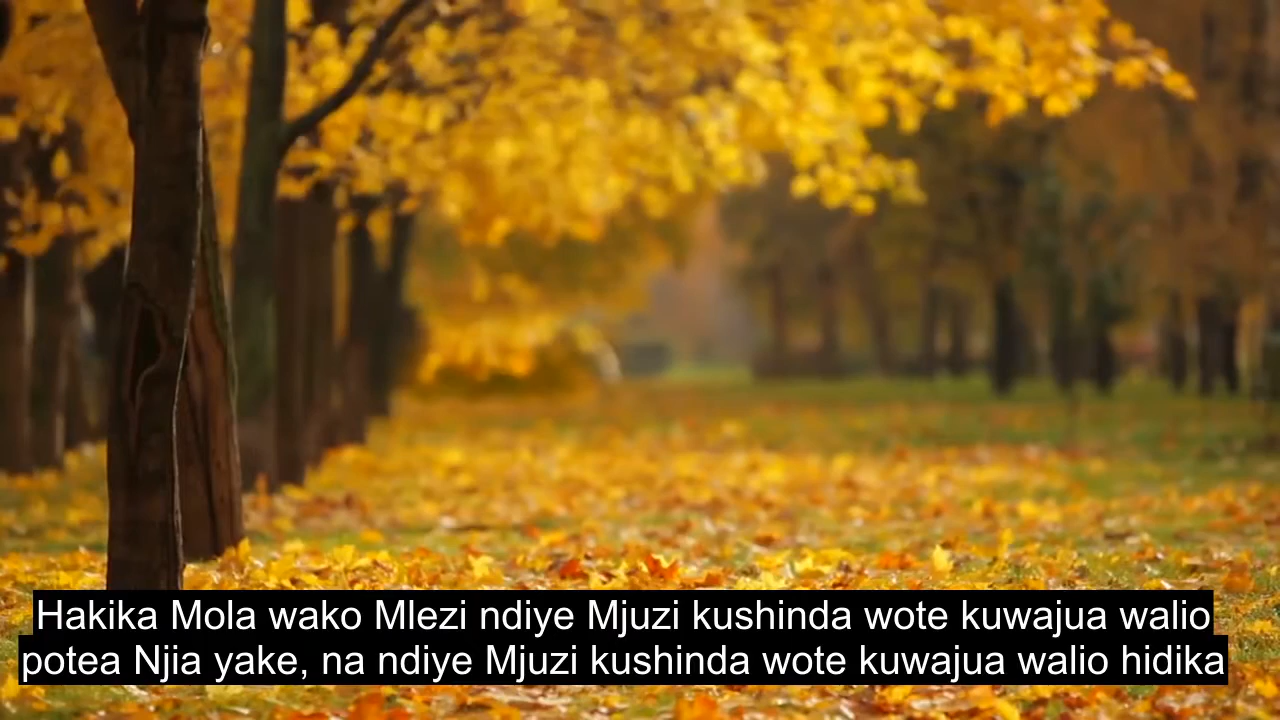 Hakika Mola wako Mlezi ndiye Mjuzi kushinda wote kuwajua walio
potea Njia yake, na ndiye Mjuzi kushinda wote kuwajua walio hidika